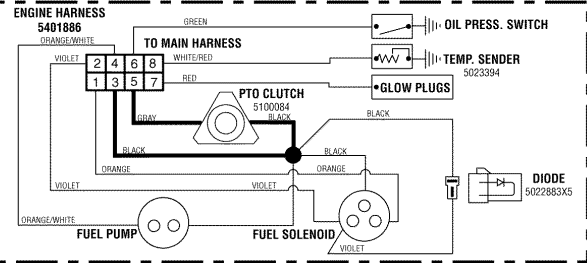 ENGINE HARNESS
5401886
GREEN
OIL PRESS. SWITCH
ORANGE/WHITE
TO MAIN HARNESS
VIOLET
WHITE/RED
TEMP. SENDER
5023394
2 4 6 8
1 3 5 7
RED
GLOW PLUGS
PTO CLUTCH
5100084
GRAY
BLACK
BLACK
BLACK
BLACK
ORANGE
ORANGE
DIODE
5022883X5
VIOLET
VIOLET
ORANGE/WHITE
FUEL PUMP
FUEL SOLENOID
VIOLET